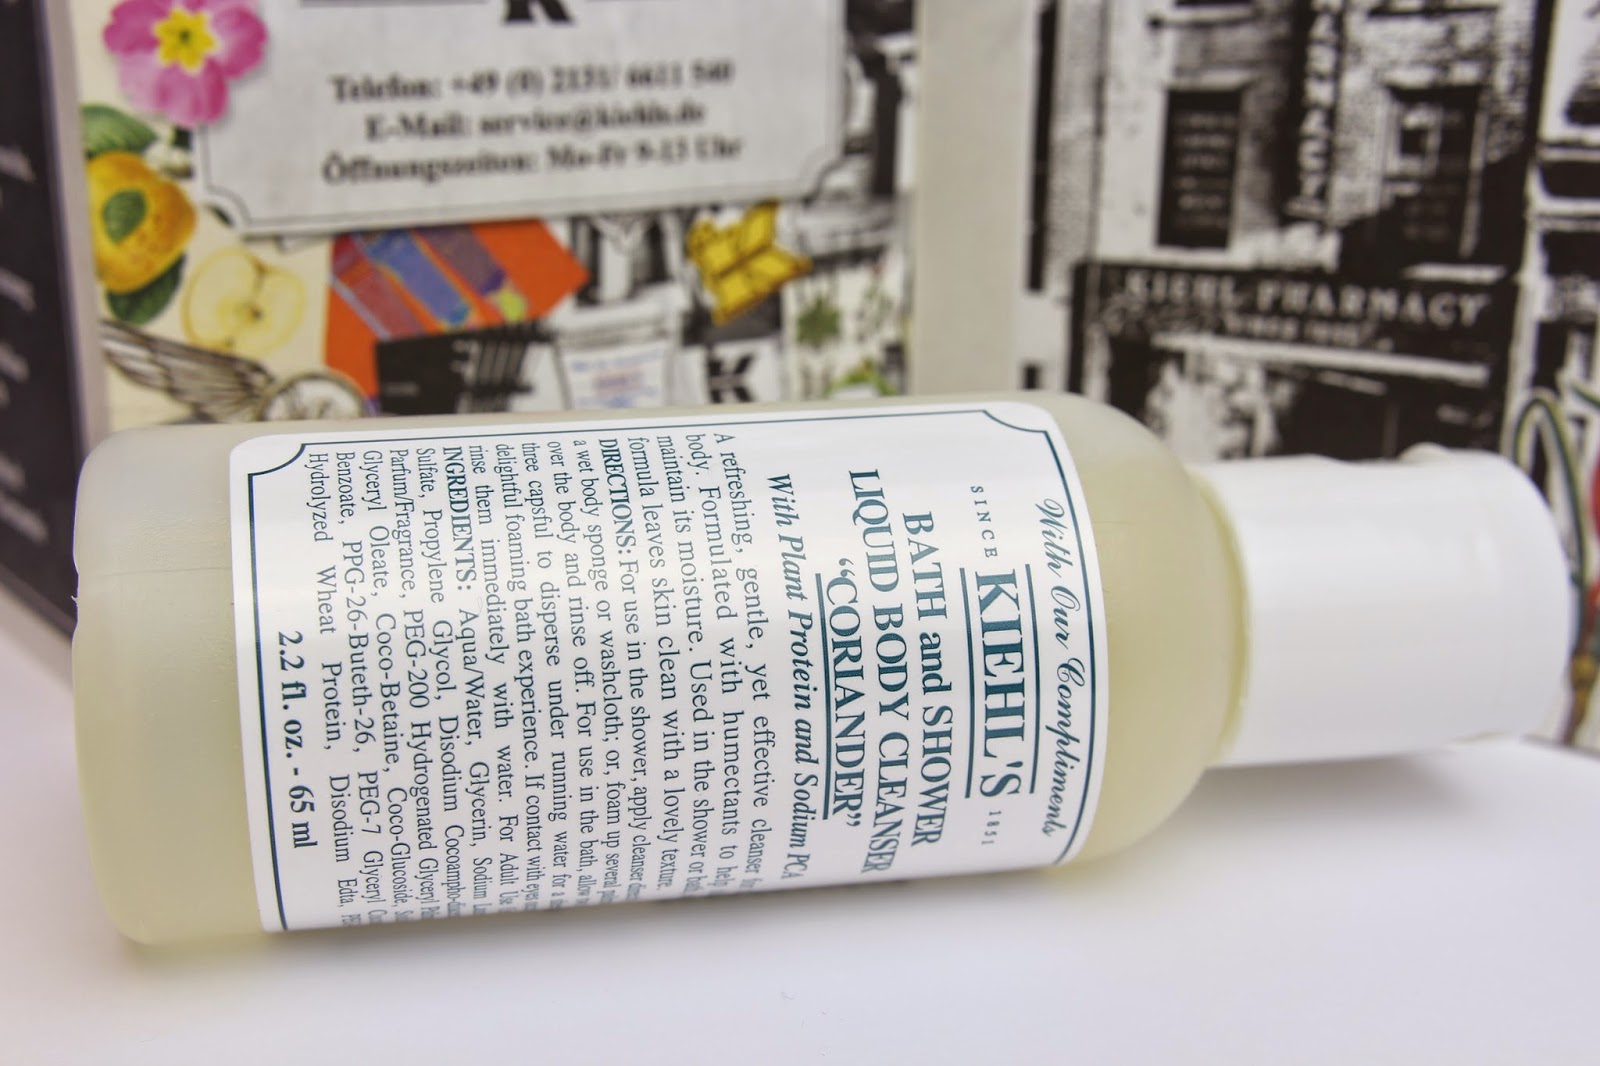 Telefon: +49 (0) 2131/ 6611 540
E-Mail: service@kiehls.de
Öffnungszeiten: Mo-Fr 9-13 Uhr
KIEHL PHARMACY
With Our Compliments
SINCE KIEHL'S 1851
BATH and SHOWER
LIQUID BODY CLEANSER
“CORIANDER”
With Plant Protein and Sodium PCA
A refreshing, gentle, yet effective cleanser
body. Formulated with humectants to help
maintain its moisture. Used in the shower or
formula leaves skin clean with a lovely texture.
DIRECTIONS: For use in the shower, apply cleanser
a wet body sponge or washcloth; or, foam up several
over the body and rinse off. For use in the bath, allow
three capsful to disperse under running water for a
delightful foaming bath experience. If contact with eyes
rinse them immediately with water. For Adult Use
INGREDIENTS: Aqua/Water, Glycerin, Sodium
Sulfate, Propylene Glycol, Disodium
Parfum/Fragrance, PEG-200 Hydrogenated Glyceryl
Glyceryl Oleate, Coco-Betaine, Coco-Glucoside,
Benzoate, PPG-26-Buteth-26, PEG-7 Glyceryl
Hydrolyzed Wheat Protein, Disodium Edta,
2.2 fl. oz. - 65 ml